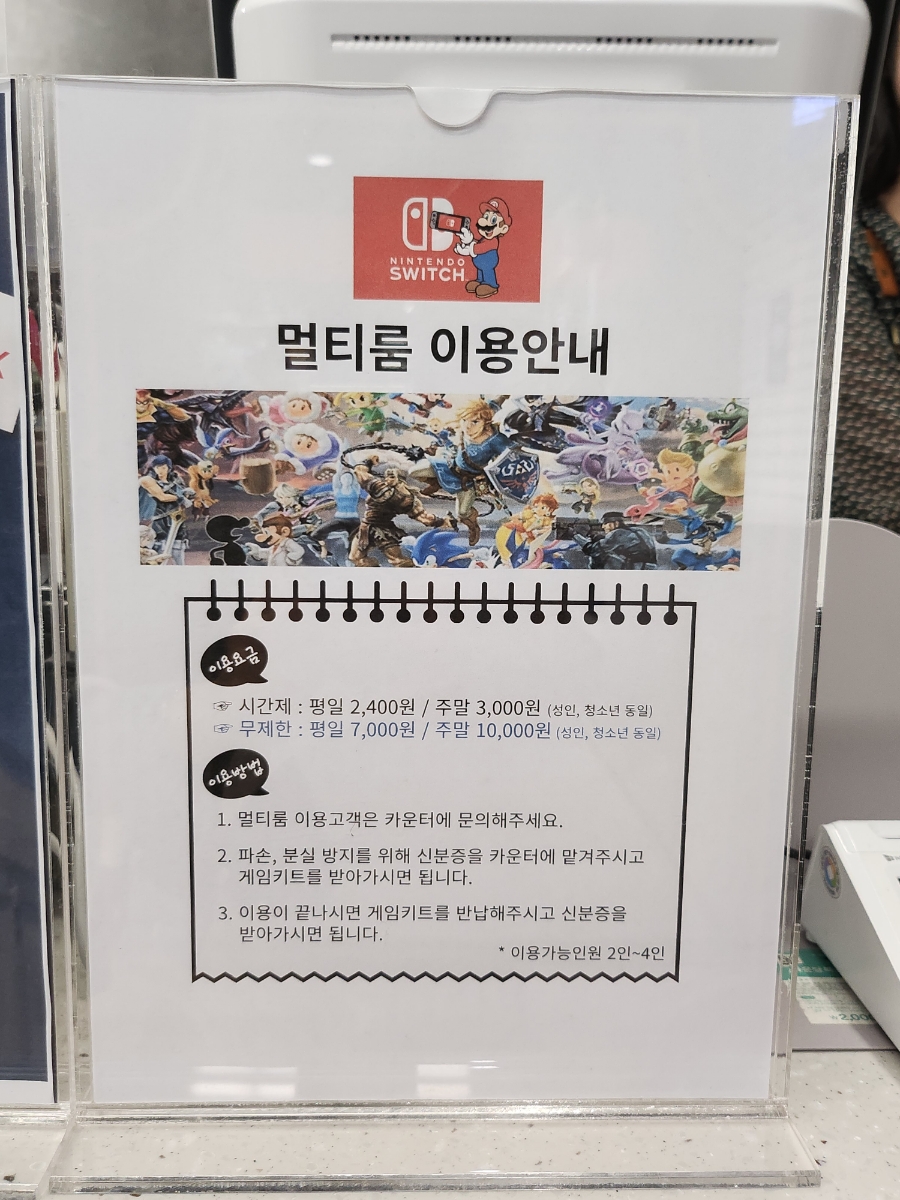 NINTENDO
SWITCH
멀티룸 이용안내
이용요금
☞ 시간제 : 평일 2,400원 / 주말 3,000원 (성인, 청소년 동일)
☞ 무제한 : 평일 7,000원 / 주말 10,000원 (성인, 청소년 동일)
이용방법
1. 멀티룸 이용고객은 카운터에 문의해주세요.
2. 파손, 분실 방지를 위해 신분증을 카운터에 맡겨주시고
게임키트를 받아가시면 됩니다.
3. 이용이 끝나시면 게임키트를 반납해주시고 신분증을
받아가시면 됩니다.
* 이용가능인원 2인~4인